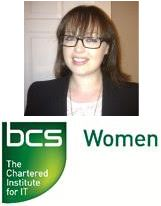 bcs Women
The
Chartered
Institute
for IT